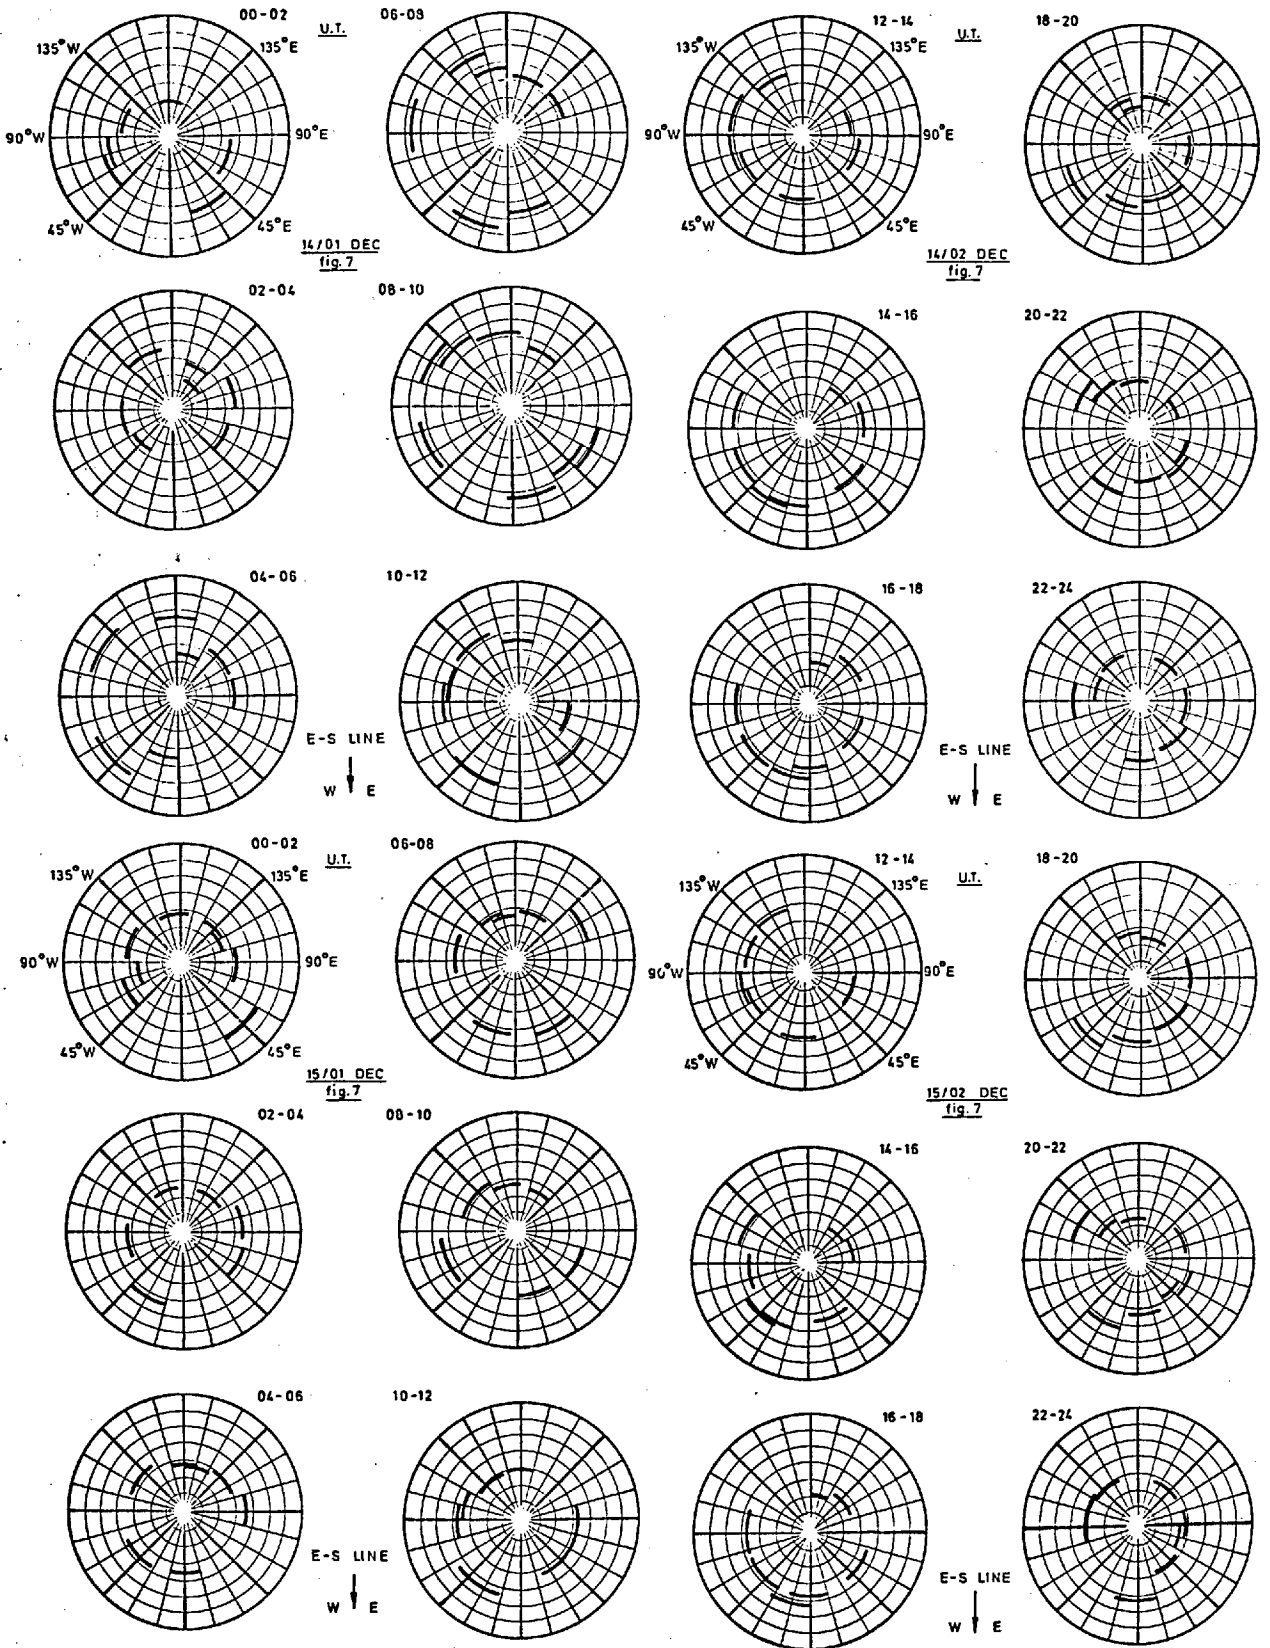 00-02
U.T.
06-08
135°W
135°E
90°W
90°E
45°W
45°E
14/01 DEC
fig.7
12-14
U.T.
18-20
135°W
135°E
90°W
90°E
45°W
45°E
14/02 DEC
fig.7
02-04
08-10
14-16
20-22
04-06
10-12
E-S LINE
W E
16-18
22-24
E-S LINE
W E
00-02
U.T.
06-08
135°W
135°E
90°W
90°E
45°W
45°E
15/01 DEC
fig.7
12-14
U.T.
18-20
135°W
135°E
90°W
90°E
45°W
45°E
15/02 DEC
fig.7
02-04
08-10
14-16
20-22
04-06
10-12
E-S LINE
W E
16-18
22-24
E-S LINE
W E